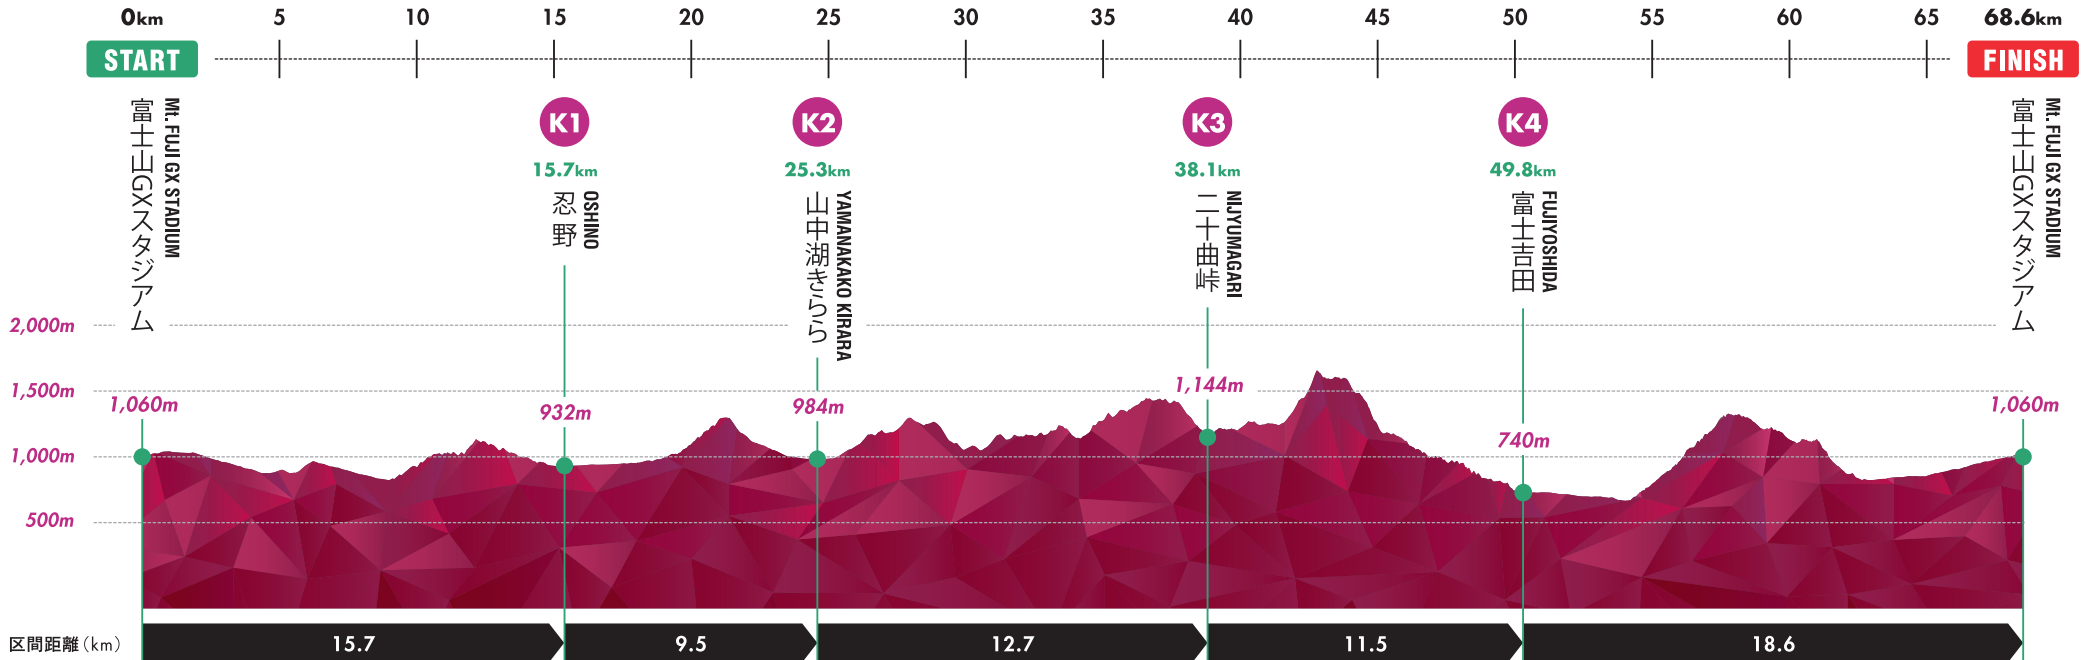 0km 5 10 15 20 25 30 35 40 45 50 55 60 65 68.6km
START
FINISH
富士山GXスタジアム
Mt. FUJI GX STADIUM
K1
15.7km
忍野
OSHINO
K2
25.3km
山中湖きらら
YAMANAKAKO KIRARA
K3
38.1km
二十曲峠
NIJYUMAGARI
K4
49.8km
富士吉田
FUJIYOSHIDA
富士山GXスタジアム
Mt. FUJI GX STADIUM
2,000m
1,500m
1,000m
500m
1,060m
932m
984m
1,144m
740m
1,060m
区間距離(km)
15.7
9.5
12.7
11.5
18.6